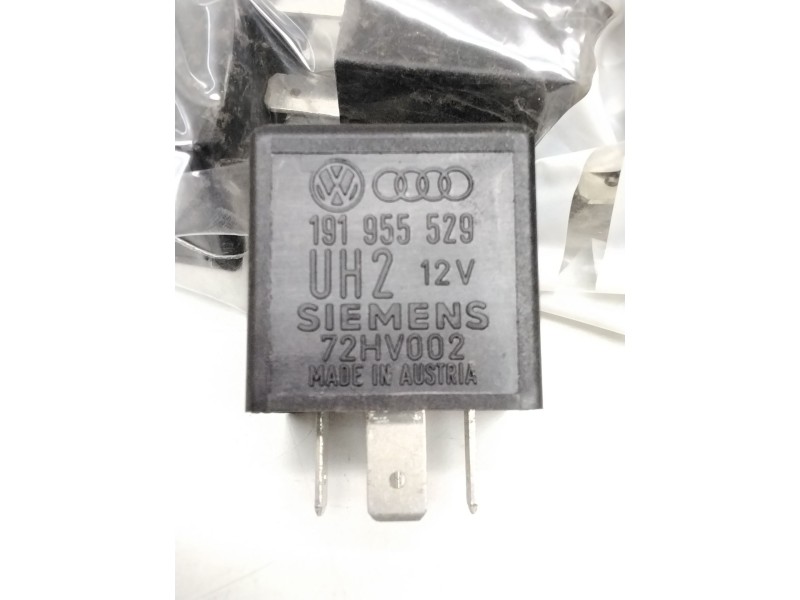 191 955 529
UH2 12V
SIEMENS
72HV002
MADE IN AUSTRIA